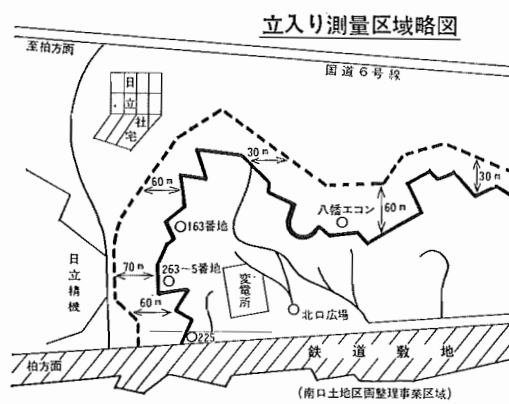 立入り測量区域略図
至柏方面
国道6号線
日立社宅
30m
60m
30m
163番地
八幡エコン
60m
70m
263~5番地
変電所
60m
北口広場
日立精機
225
鉄道敷地
柏方面
(南口土地区画整理事業区域)